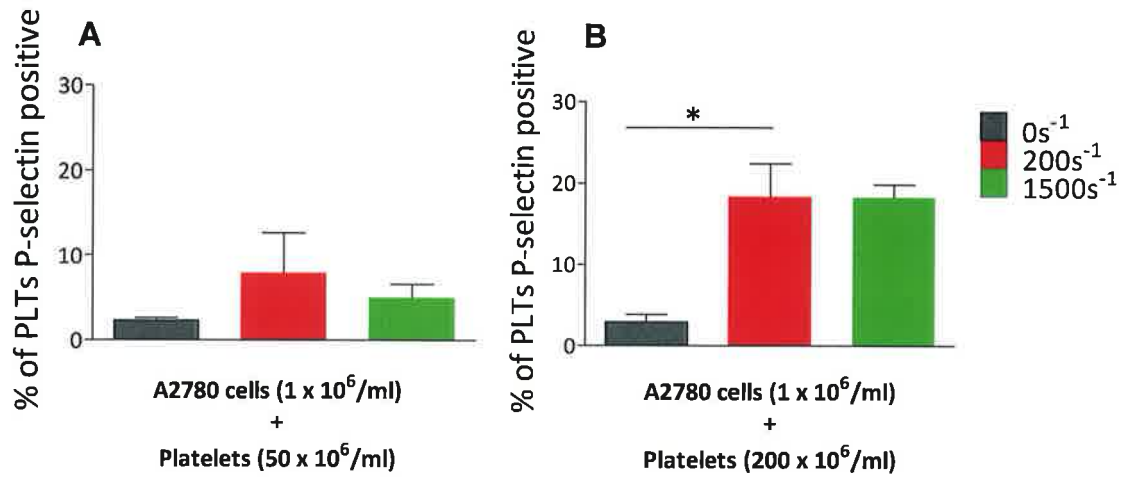 A
% of PLTs P-selectin positive
30
20
10
0
A2780 cells (1 x 10⁶/ml)
+
Platelets (50 x 10⁶/ml)
B
% of PLTs P-selectin positive
30
20
10
0
*
A2780 cells (1 x 10⁶/ml)
+
Platelets (200 x 10⁶/ml)
0s⁻¹
200s⁻¹
1500s⁻¹